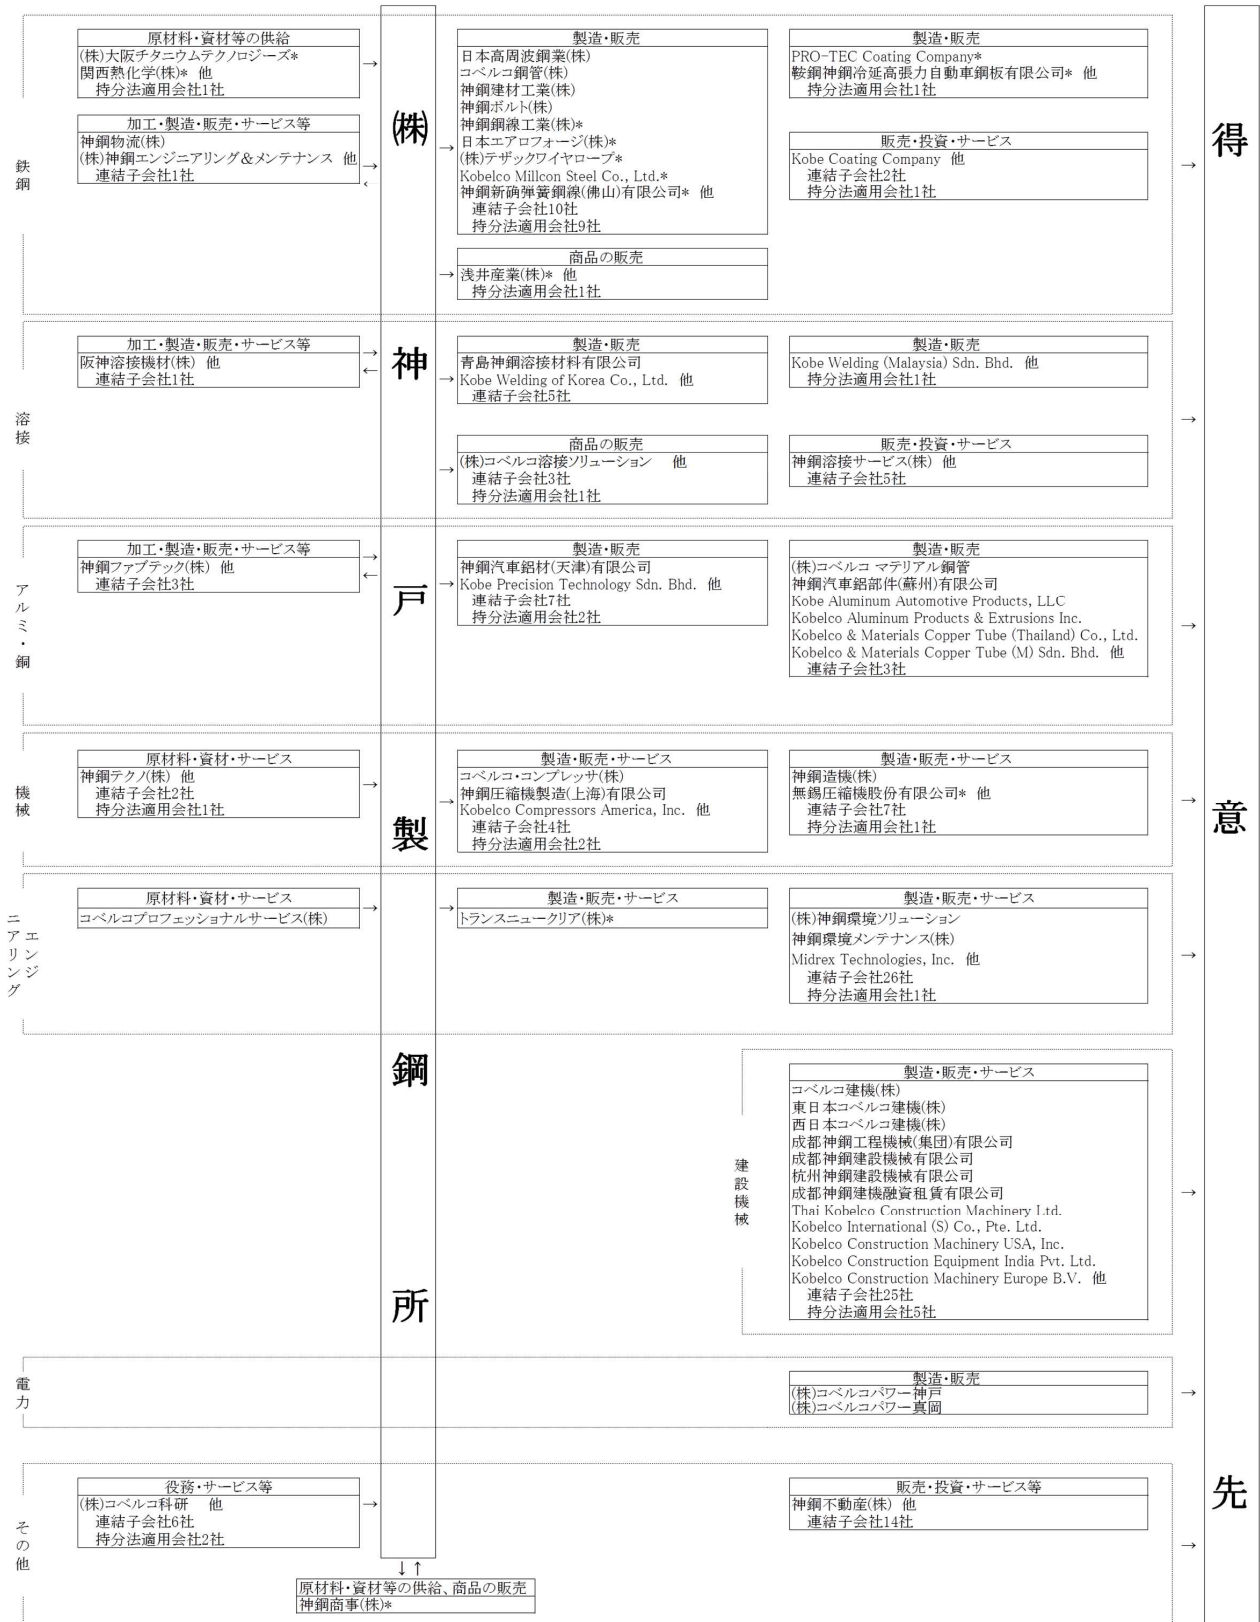 ㈱神戸製鋼所
得意先
鉄鋼
原材料・資材等の供給
(株)大阪チタニウムテクノロジーズ*
関西熱化学(株)* 他
持分法適用会社1社
→
加工・製造・販売・サービス等
神鋼物流(株)
(株)神鋼エンジニアリング＆メンテナンス 他
連結子会社1社
→
←
製造・販売
日本高周波鋼業(株)
コベルコ鋼管(株)
神鋼建材工業(株)
神鋼ボルト(株)
神鋼鋼線工業(株)*
日本エアロフォージ(株)*
(株)テザックワイヤロープ*
Kobelco Millcon Steel Co., Ltd.*
神鋼新确弾簧鋼線(佛山)有限公司* 他
連結子会社10社
持分法適用会社9社
→
商品の販売
浅井産業(株)* 他
持分法適用会社1社
→
製造・販売
PRO-TEC Coating Company*
鞍鋼神鋼冷延高張力自動車鋼板有限公司* 他
持分法適用会社1社
販売・投資・サービス
Kobe Coating Company 他
連結子会社2社
持分法適用会社1社
→
溶接
加工・製造・販売・サービス等
阪神溶接機材(株) 他
連結子会社1社
→
←
製造・販売
青島神鋼溶接材料有限公司
Kobe Welding of Korea Co., Ltd. 他
連結子会社5社
→
商品の販売
(株)コベルコ溶接ソリューション 他
連結子会社3社
持分法適用会社1社
→
製造・販売
Kobe Welding (Malaysia) Sdn. Bhd. 他
持分法適用会社1社
販売・投資・サービス
神鋼溶接サービス(株) 他
連結子会社5社
→
アルミ・銅
加工・製造・販売・サービス等
神鋼ファブテック(株) 他
連結子会社3社
→
←
製造・販売
神鋼汽車鋁材(天津)有限公司
Kobe Precision Technology Sdn. Bhd. 他
連結子会社7社
持分法適用会社2社
→
製造・販売
(株)コベルコ マテリアル銅管
神鋼汽車鋁部件(蘇州)有限公司
Kobe Aluminum Automotive Products, LLC
Kobelco Aluminum Products & Extrusions Inc.
Kobelco & Materials Copper Tube (Thailand) Co., Ltd.
Kobelco & Materials Copper Tube (M) Sdn. Bhd. 他
連結子会社3社
→
機械
原材料・資材・サービス
神鋼テクノ(株) 他
連結子会社2社
持分法適用会社1社
→
製造・販売・サービス
コベルコ・コンプレッサ(株)
神鋼圧縮機製造(上海)有限公司
Kobelco Compressors America, Inc. 他
連結子会社4社
持分法適用会社2社
→
製造・販売・サービス
神鋼造機(株)
無錫圧縮機股份有限公司* 他
連結子会社7社
持分法適用会社1社
→
エンジニアリング
原材料・資材・サービス
コベルコプロフェッショナルサービス(株)
→
製造・販売・サービス
トランスニュークリア(株)*
→
製造・販売・サービス
(株)神鋼環境ソリューション
神鋼環境メンテナンス(株)
Midrex Technologies, Inc. 他
連結子会社26社
持分法適用会社1社
→
建設機械
製造・販売・サービス
コベルコ建機(株)
東日本コベルコ建機(株)
西日本コベルコ建機(株)
成都神鋼工程機械(集団)有限公司
成都神鋼建設機械有限公司
杭州神鋼建設機械有限公司
成都神鋼建機融資租賃有限公司
Thai Kobelco Construction Machinery Ltd.
Kobelco International (S) Co., Pte. Ltd.
Kobelco Construction Machinery USA, Inc.
Kobelco Construction Equipment India Pvt. Ltd.
Kobelco Construction Machinery Europe B.V. 他
連結子会社25社
持分法適用会社5社
→
電力
製造・販売
(株)コベルコパワー神戸
(株)コベルコパワー真岡
→
その他
役務・サービス等
(株)コベルコ科研 他
連結子会社6社
持分法適用会社2社
→
販売・投資・サービス等
神鋼不動産(株) 他
連結子会社14社
→
↓↑
原材料・資材等の供給、商品の販売
神鋼商事(株)*